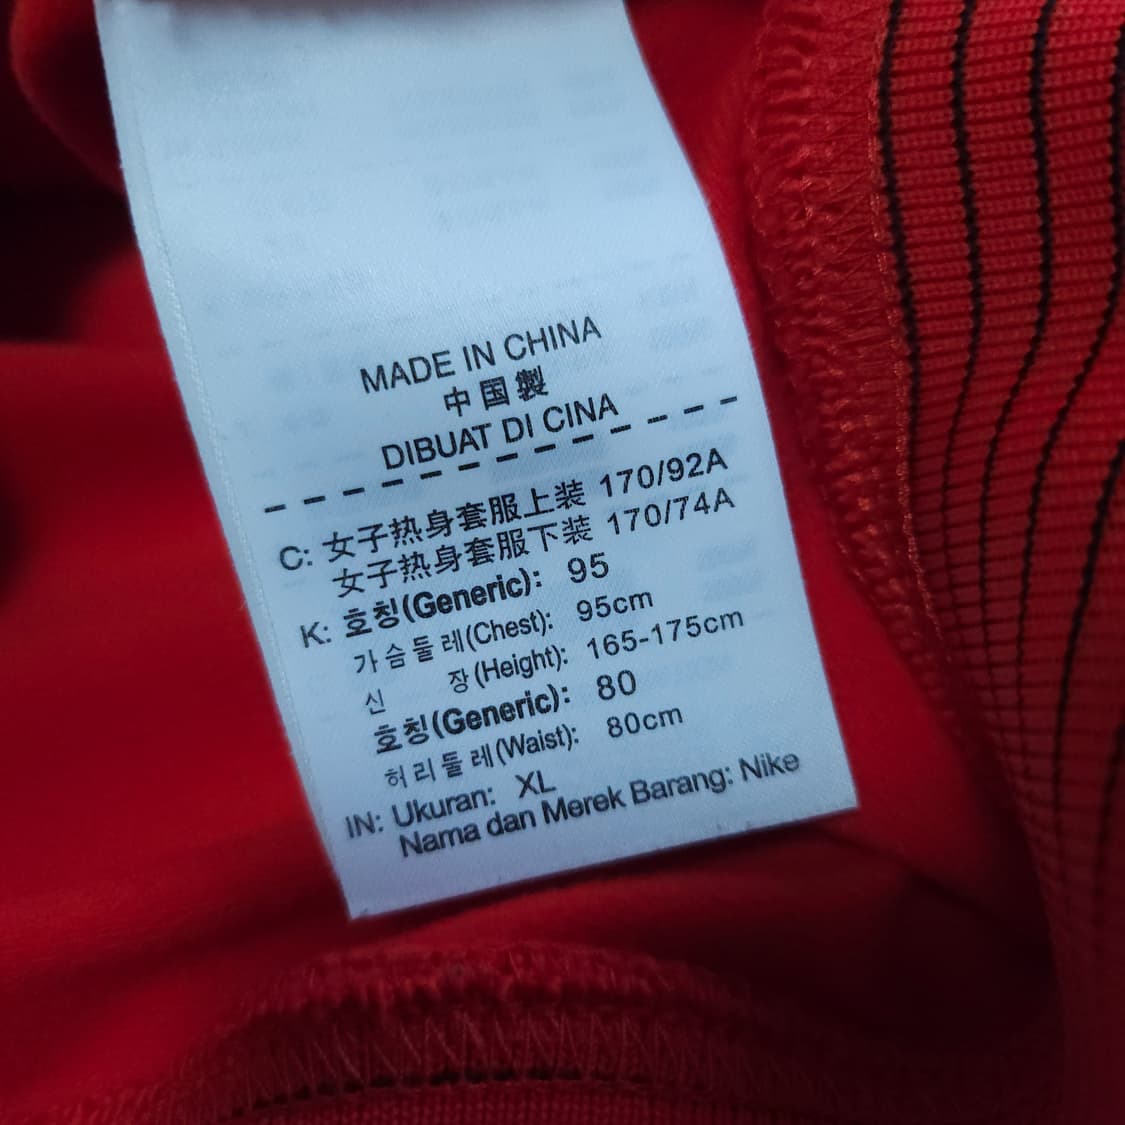 MADE IN CHINA
中国製
DIBUAT DI CINA
C: 女子热身套服上装 170/92A
女子热身套服下装 170/74A
K: 호칭(Generic): 95
가슴둘레(Chest): 95cm
신 장(Height): 165-175cm
호칭(Generic): 80
허리둘레(Waist): 80cm
IN: Ukuran: XL
Nama dan Merek Barang: Nike